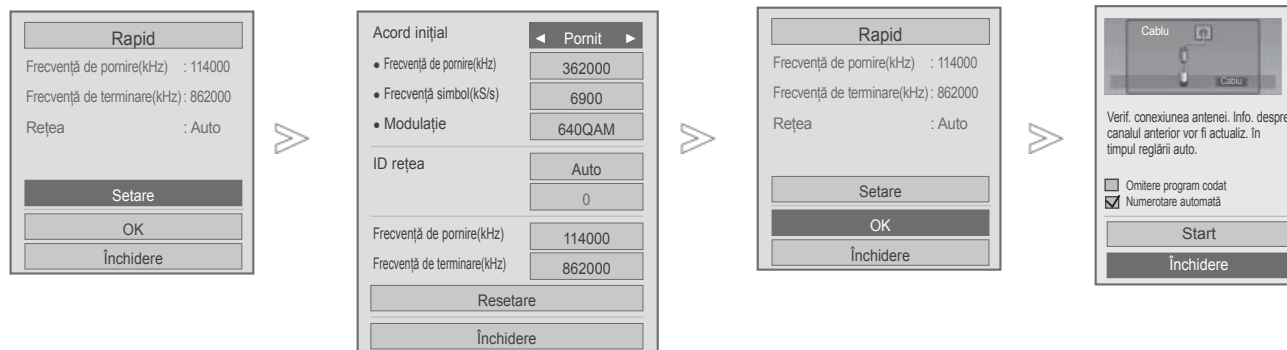 Rapid
Frecvență de pornire(kHz) : 114000
Frecvență de terminare(kHz) : 862000
Rețea : Auto
Setare
OK
Închidere
Acord inițial ◄ Pornit ►
● Frecvență de pornire(kHz) 362000
● Frecvență simbol(kS/s) 6900
● Modulație 640QAM
ID rețea Auto
0
Frecvență de pornire(kHz) 114000
Frecvență de terminare(kHz) 862000
Resetare
Închidere
Rapid
Frecvență de pornire(kHz) : 114000
Frecvență de terminare(kHz) : 862000
Rețea : Auto
Setare
OK
Închidere
Cablu
Cablu
Verif. conexiunea antenei. Info. despre
canalul anterior vor fi actualiz. în
timpul reglării auto.
Omitere program codat
Numerotare automată
Start
Închidere